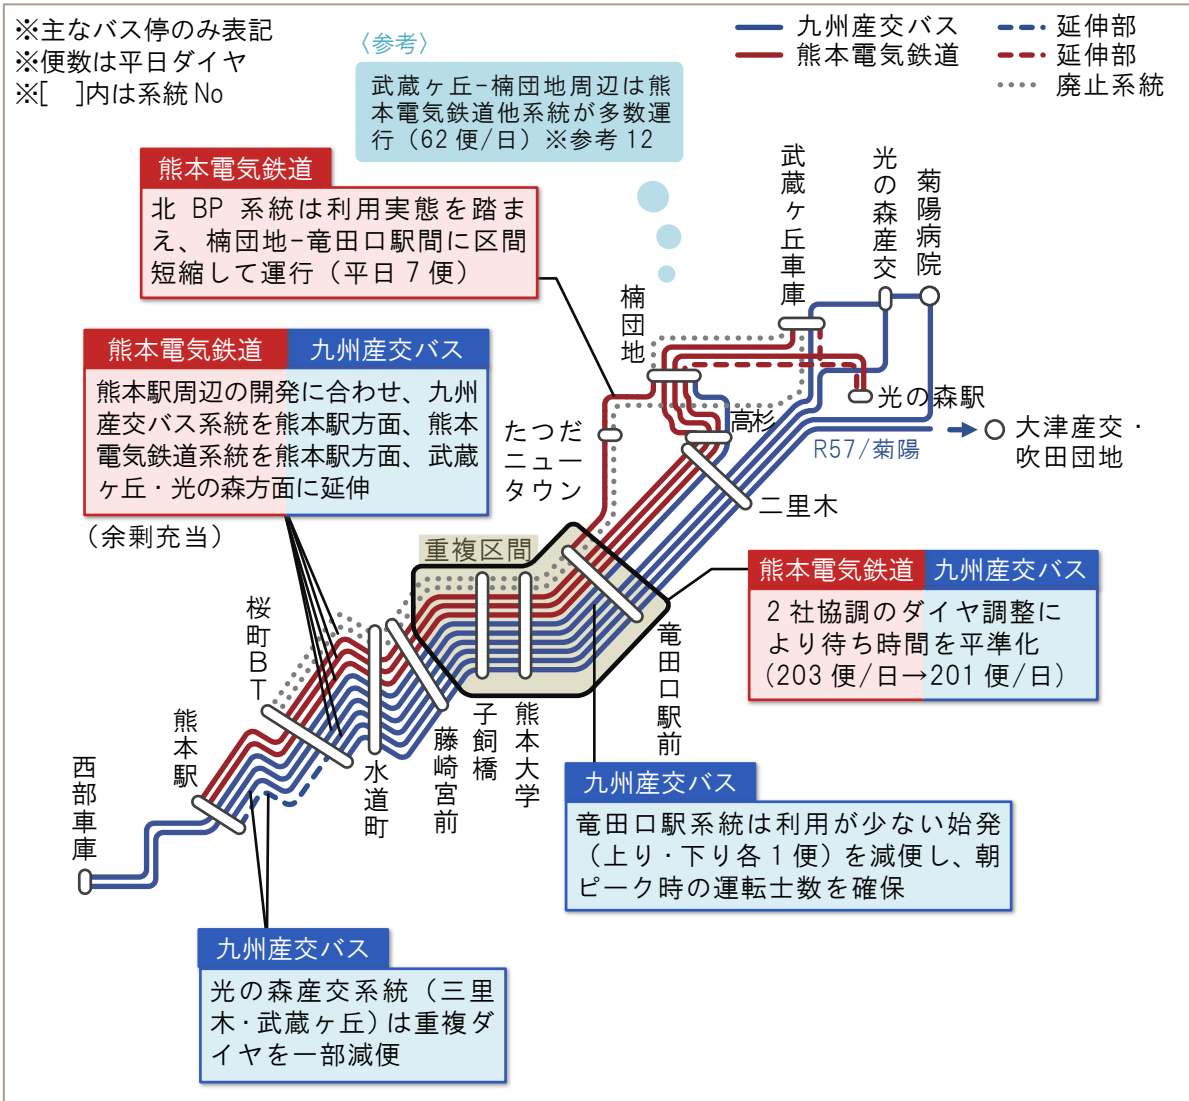 ※主なバス停のみ表記
※便数は平日ダイヤ
※[　]内は系統No
〈参考〉
武蔵ヶ丘−楠団地周辺は熊
本電気鉄道他系統が多数運
行（62便/日）※参考12
九州産交バス
熊本電気鉄道
延伸部
延伸部
廃止系統
熊本電気鉄道
北 BP 系統は利用実態を踏ま
え、楠団地−竜田口駅間に区間
短縮して運行（平日7便）
熊本電気鉄道
九州産交バス
熊本駅周辺の開発に合わせ、九州
産交バス系統を熊本駅方面、熊本
電気鉄道系統を熊本駅方面、武蔵
ヶ丘・光の森方面に延伸
（余剰充当）
武蔵ヶ丘車庫
光の森産交
菊陽病院
楠団地
光の森駅
高杉
たつだ
ニュー
タウン
R57/菊陽
大津産交・
吹田団地
二里木
重複区間
熊本電気鉄道
九州産交バス
2社協調のダイヤ調整に
より待ち時間を平準化
（203便/日→201便/日）
桜町BT
熊本駅
西部車庫
水道町
藤崎宮前
子飼橋
熊本大学
竜田口駅前
九州産交バス
竜田口駅系統は利用が少ない始発
（上り・下り各1便）を減便し、朝
ピーク時の運転士数を確保
九州産交バス
光の森産交系統（三里
木・武蔵ヶ丘）は重複ダ
イヤを一部減便